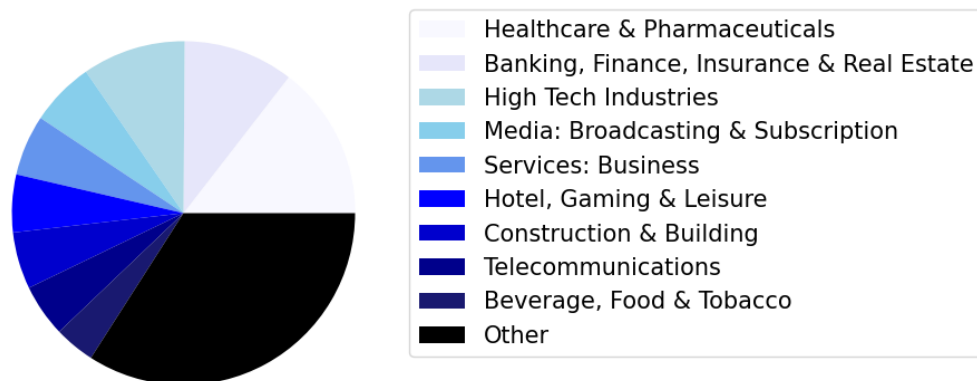 Healthcare & Pharmaceuticals
Banking, Finance, Insurance & Real Estate
High Tech Industries
Media: Broadcasting & Subscription
Services: Business
Hotel, Gaming & Leisure
Construction & Building
Telecommunications
Beverage, Food & Tobacco
Other